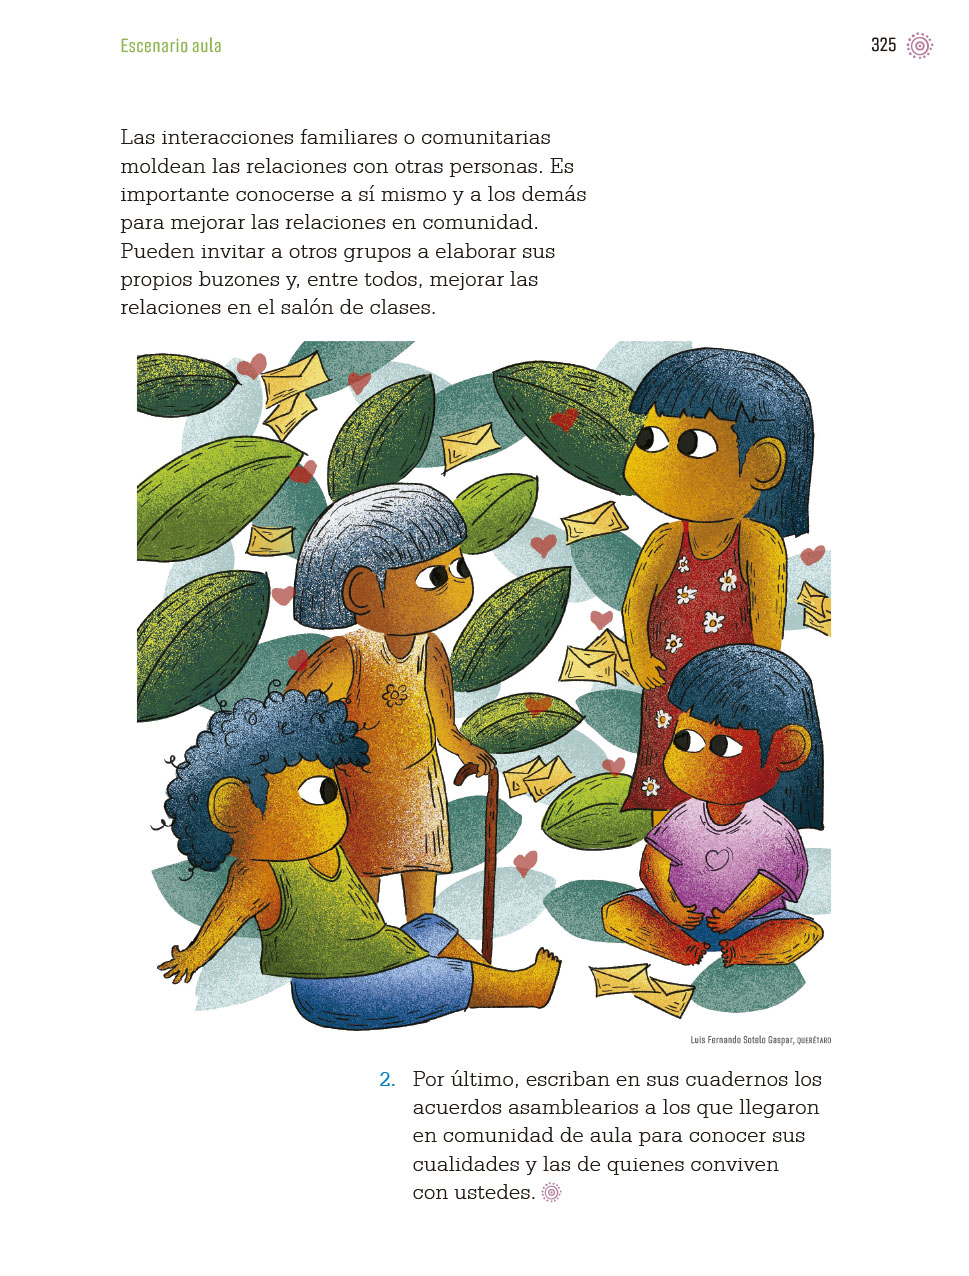 Escenario aula
325
Las interacciones familiares o comunitarias
moldean las relaciones con otras personas. Es
importante conocerse a sí mismo y a los demás
para mejorar las relaciones en comunidad.
Pueden invitar a otros grupos a elaborar sus
propios buzones y, entre todos, mejorar las
relaciones en el salón de clases.
Luis Fernando Sotelo Gaspar, QUERÉTARO
2. Por último, escriban en sus cuadernos los
acuerdos asamblearios a los que llegaron
en comunidad de aula para conocer sus
cualidades y las de quienes conviven
con ustedes.